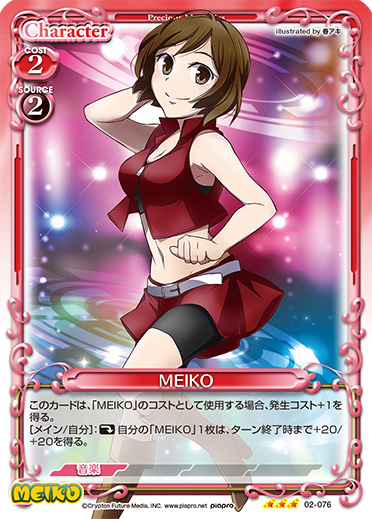 Precious Memories
Character
illustrated by 春アキ
COST
2
SOURCE
2
MEIKO
このカードは、「MEIKO」のコストとして使用する場合、発生コスト+1を
得る。
[メイン/自分]: 自分の「MEIKO」1枚は、ターン終了時まで+20/
+20を得る。
音楽
MEIKO
©Crypton Future Media, INC. www.piapro.net piapro
02-076